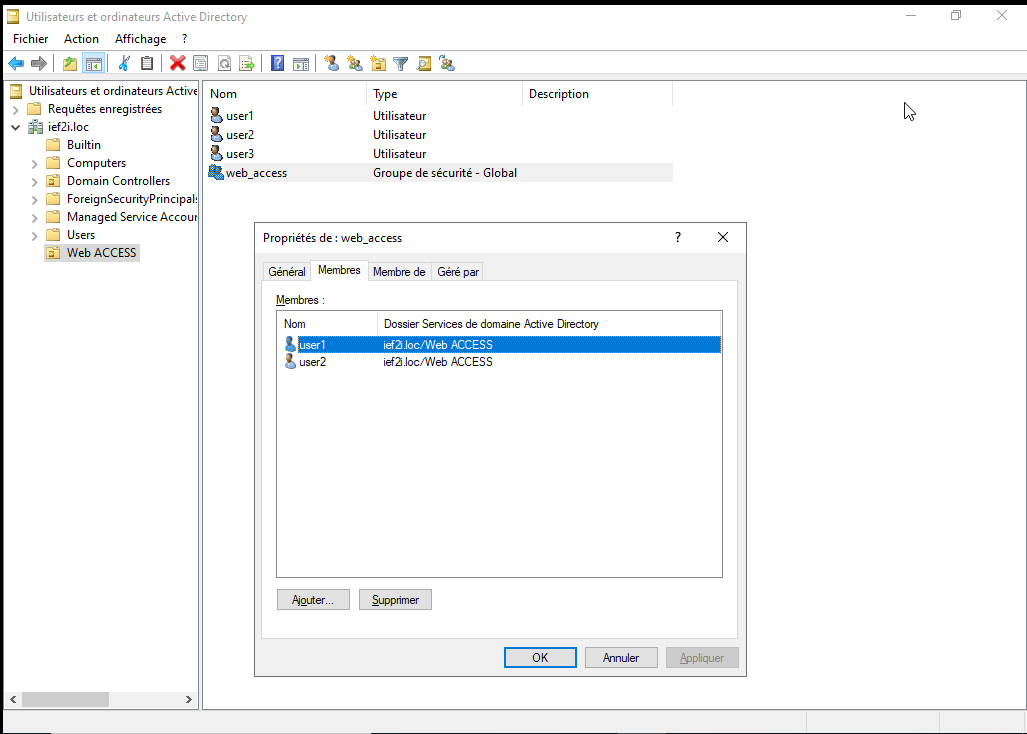 Utilisateurs et ordinateurs Active Directory
Fichier Action Affichage ?
Utilisateurs et ordinateurs Active
Requêtes enregistrées
ief2i.loc
Builtin
Computers
Domain Controllers
ForeignSecurityPrincipals
Managed Service Accoun
Users
Web ACCESS
Nom Type Description
user1 Utilisateur
user2 Utilisateur
user3 Utilisateur
web_access Groupe de sécurité - Global
Propriétés de : web_access ?
Général Membres Membre de Géré par
Membres :
Nom Dossier Services de domaine Active Directory
user1 ief2i.loc/Web ACCESS
user2 ief2i.loc/Web ACCESS
Ajouter... Supprimer
OK Annuler Appliquer